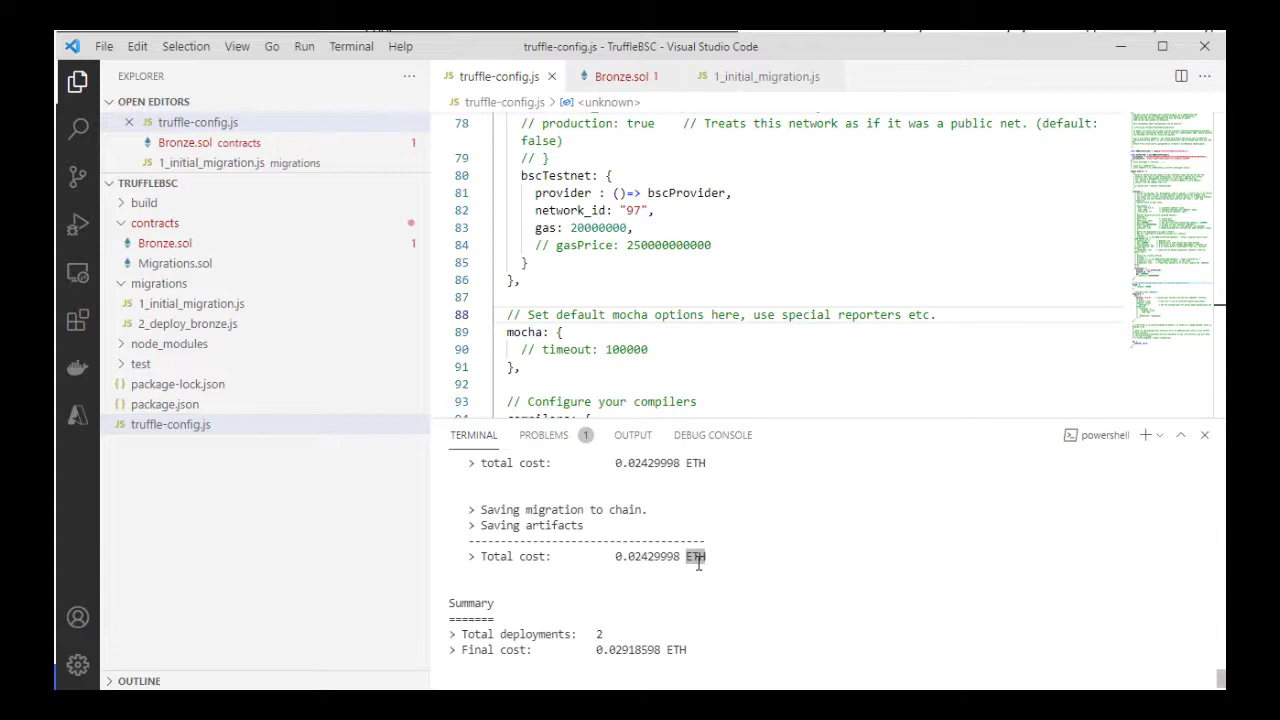 File Edit Selection View Go Run Terminal Help truffle-config.js - TruffleBSC - Visual Studio Code
EXPLORER
OPEN EDITORS
truffle-config.js
Bronze.sol contracts 1
1_initial_migration.js migrations
TRUFFLEBSC
build
contracts
Bronze.sol 1
Migrations.sol
migrations
1_initial_migration.js
2_deploy_bronze.js
node_modules
test
package-lock.json
package.json
truffle-config.js
OUTLINE
truffle-config.js Bronze.sol 1 1_initial_migration.js
truffle-config.js > <unknown>
78 // production: true // Treats this network as if it was a public net. (default:
false)
79 // }
80 bscTestnet: {
81 provider : ()=> bscProvider,
82 network_id: "97",
83 gas: 20000000,
84 // gasPrice: 250000000000
85 }
86 },
87
88 // Set default mocha options here, use special reporters etc.
89 mocha: {
90 // timeout: 100000
91 },
92
93 // Configure your compilers
TERMINAL PROBLEMS 1 OUTPUT DEBUG CONSOLE powershell
> total cost: 0.02429998 ETH
> Saving migration to chain.
> Saving artifacts
-------------------------------------
> Total cost: 0.02429998 ETH
Summary
=======
> Total deployments: 2
> Final cost: 0.02918598 ETH